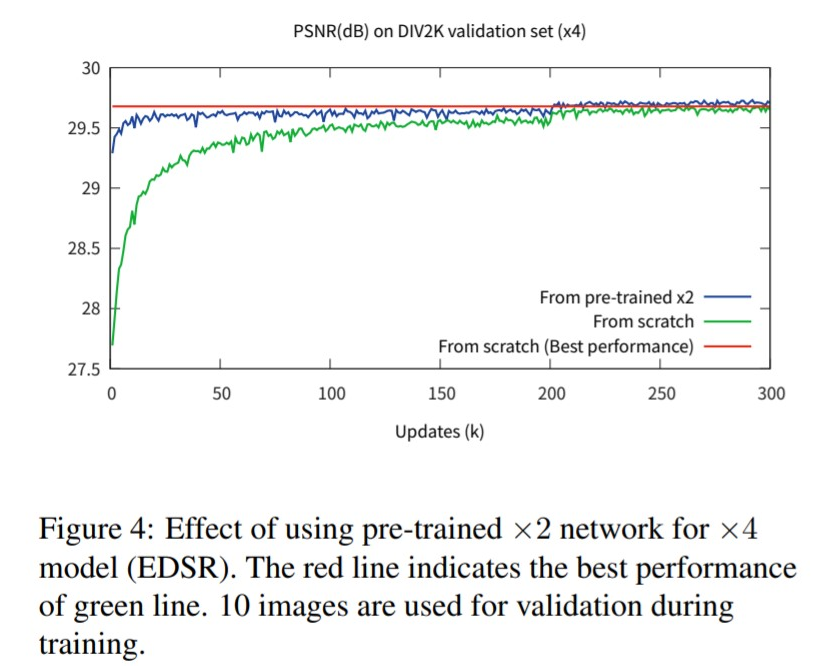 PSNR(dB) on DIV2K validation set (x4)
30
29.5
29
28.5
28
27.5
From pre-trained x2
From scratch
From scratch (Best performance)
0 50 100 150 200 250 300
Updates (k)
Figure 4: Effect of using pre-trained ×2 network for ×4
model (EDSR). The red line indicates the best performance
of green line. 10 images are used for validation during
training.